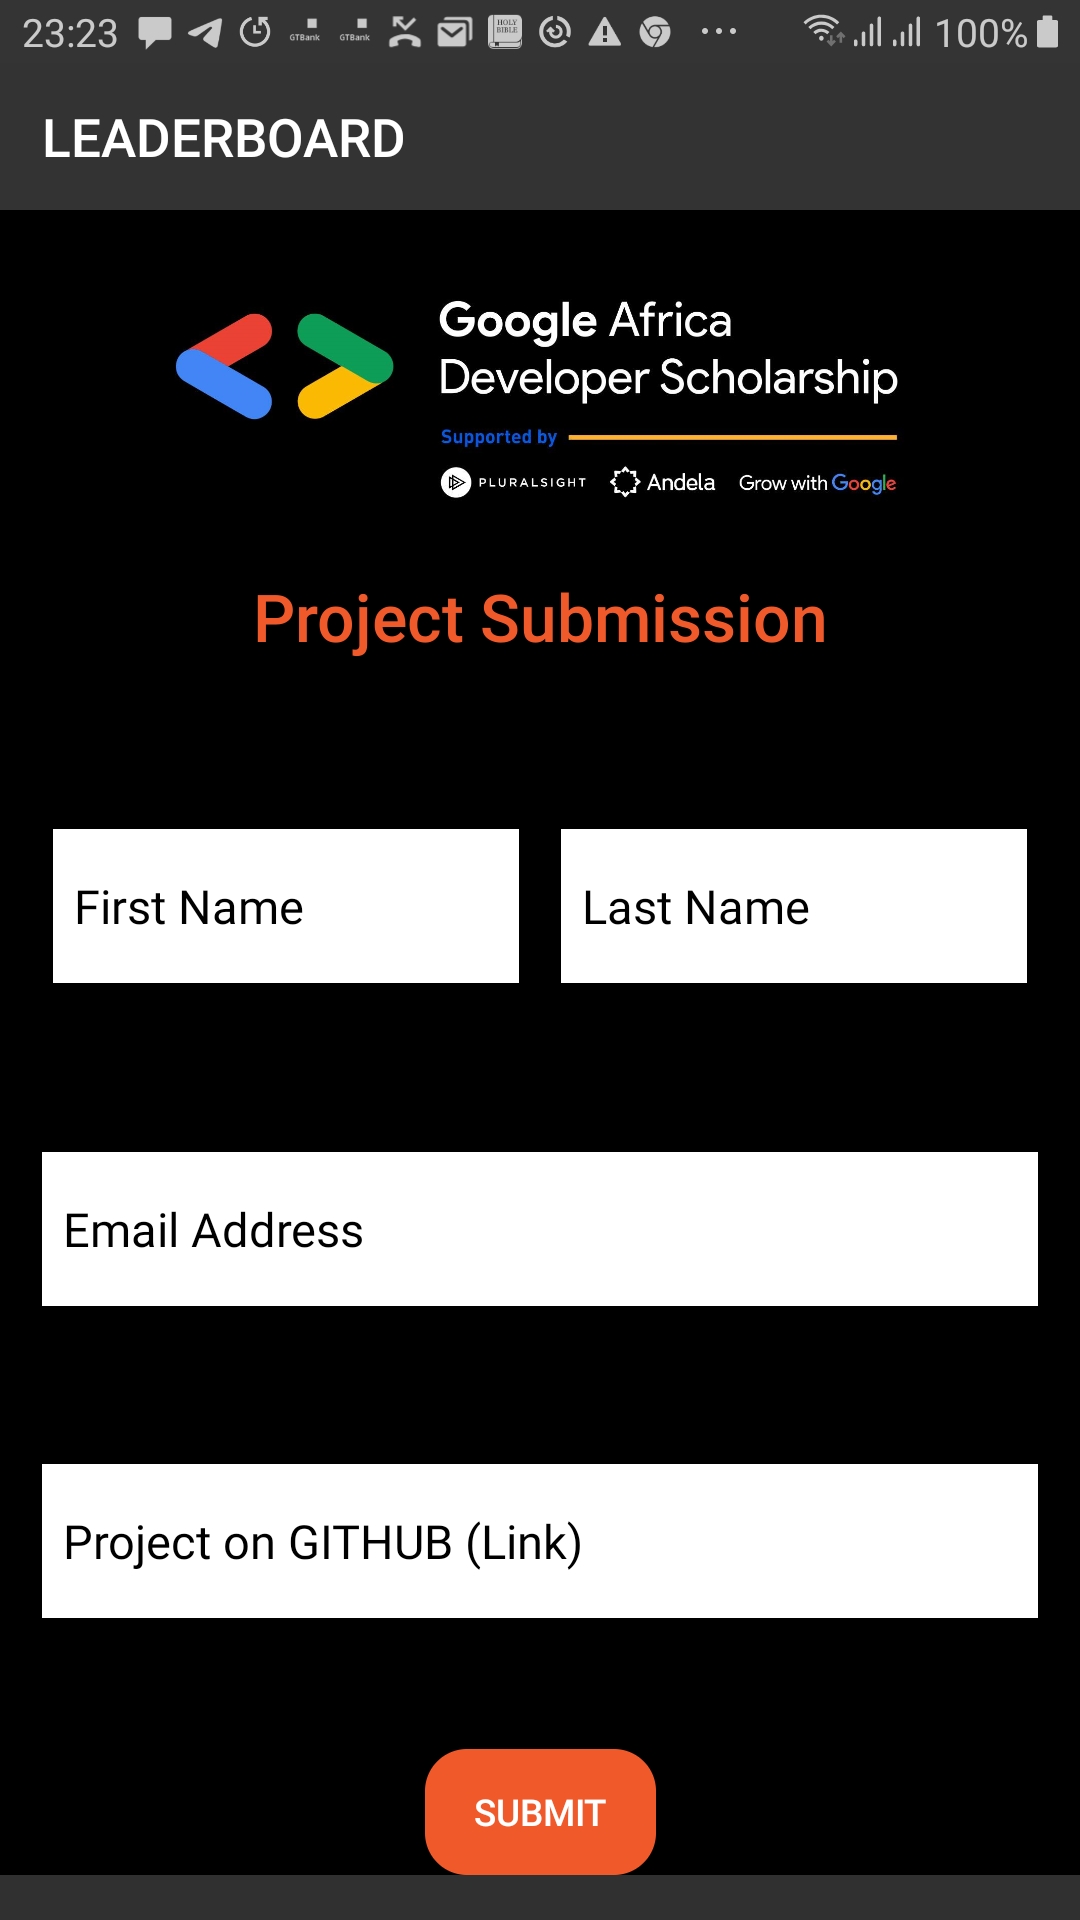 23:23 GTBank GTBank HOLY BIBLE 100%
LEADERBOARD
Google Africa
Developer Scholarship
Supported by
PLURALSIGHT Andela Grow with Google
Project Submission
First Name Last Name
Email Address
Project on GITHUB (Link)
SUBMIT